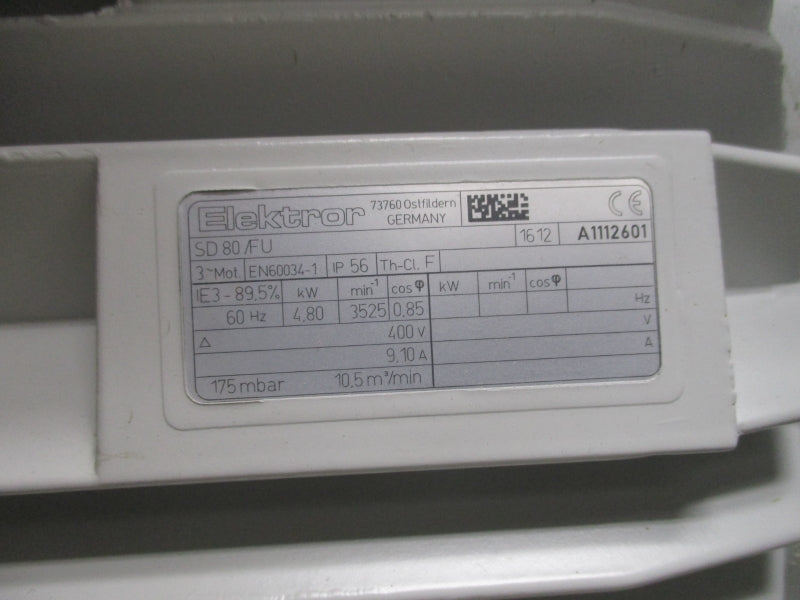 Elektror 73760 Ostfildern GERMANY CE
SD 80 /FU 1612 A1112601
3~Mot. EN60034-1 IP 56 Th-Cl. F
IE3 - 89,5% kW min⁻¹ cosφ kW min⁻¹ cosφ
60 Hz 4,80 3525 0,85 Hz
△ 400 V V
9,10 A A
175 mbar 10,5 m³/min